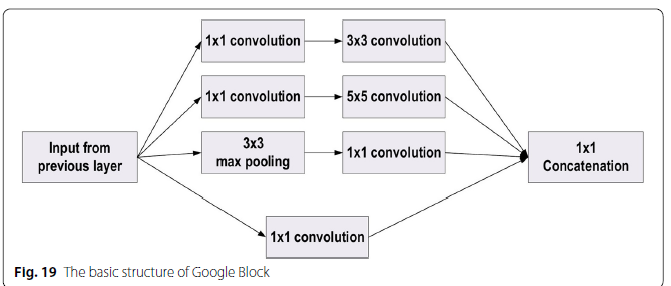 1x1 convolution
3x3 convolution
1x1 convolution
5x5 convolution
Input from
previous layer
3x3
max pooling
1x1 convolution
1x1
Concatenation
1x1 convolution
Fig. 19 The basic structure of Google Block